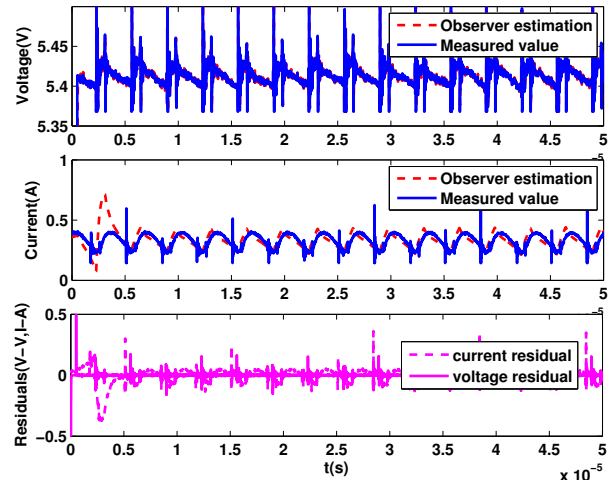 Voltage(V)
5.45
5.4
5.35
Observer estimation
Measured value
0 0.5 1 1.5 2 2.5 3 3.5 4 4.5 5
−5
Current(A)
1
0.5
0
Observer estimation
Measured value
0 0.5 1 1.5 2 2.5 3 3.5 4 4.5 5
−5
Residuals(V−V,I−A)
0.5
0
−0.5
current residual
voltage residual
0 0.5 1 1.5 2 2.5 3 3.5 4 4.5 5
t(s)
x 10⁻⁵